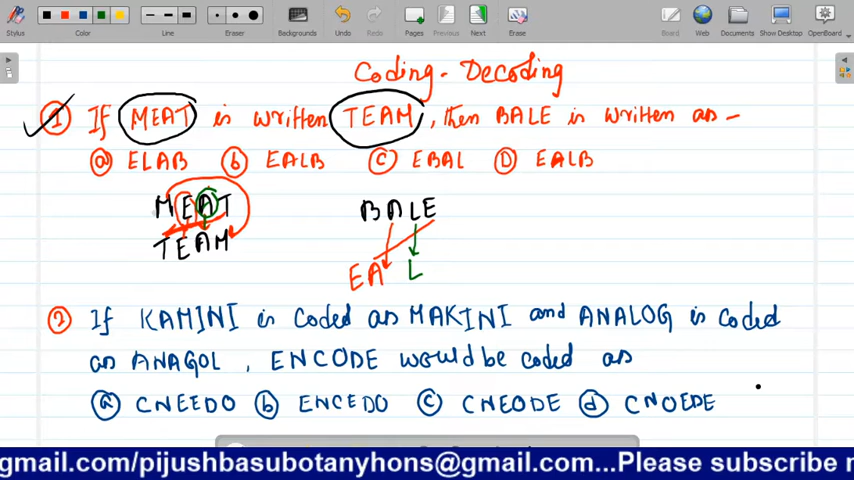 Stylus Color Line Eraser Backgrounds Undo Redo Pages Previous Next Erase Board Web Documents Show Desktop OpenBoard
Coding - Decoding
① If MEAT is written TEAM, then BALE is written as -
ⓐ ELAB ⓑ EALB ⓒ EBAL Ⓓ EALB
MEAT BALE
TEAM EA L
② If KAMINI is coded as MAKINI and ANALOG is coded
as ANAGOL, ENCODE would be coded as
ⓐ CNEEDO ⓑ ENCEDO ⓒ CNEODE ⓓ CNOEDE
gmail.com/pijushbasubotanyhons@gmail.com...Please subscribe